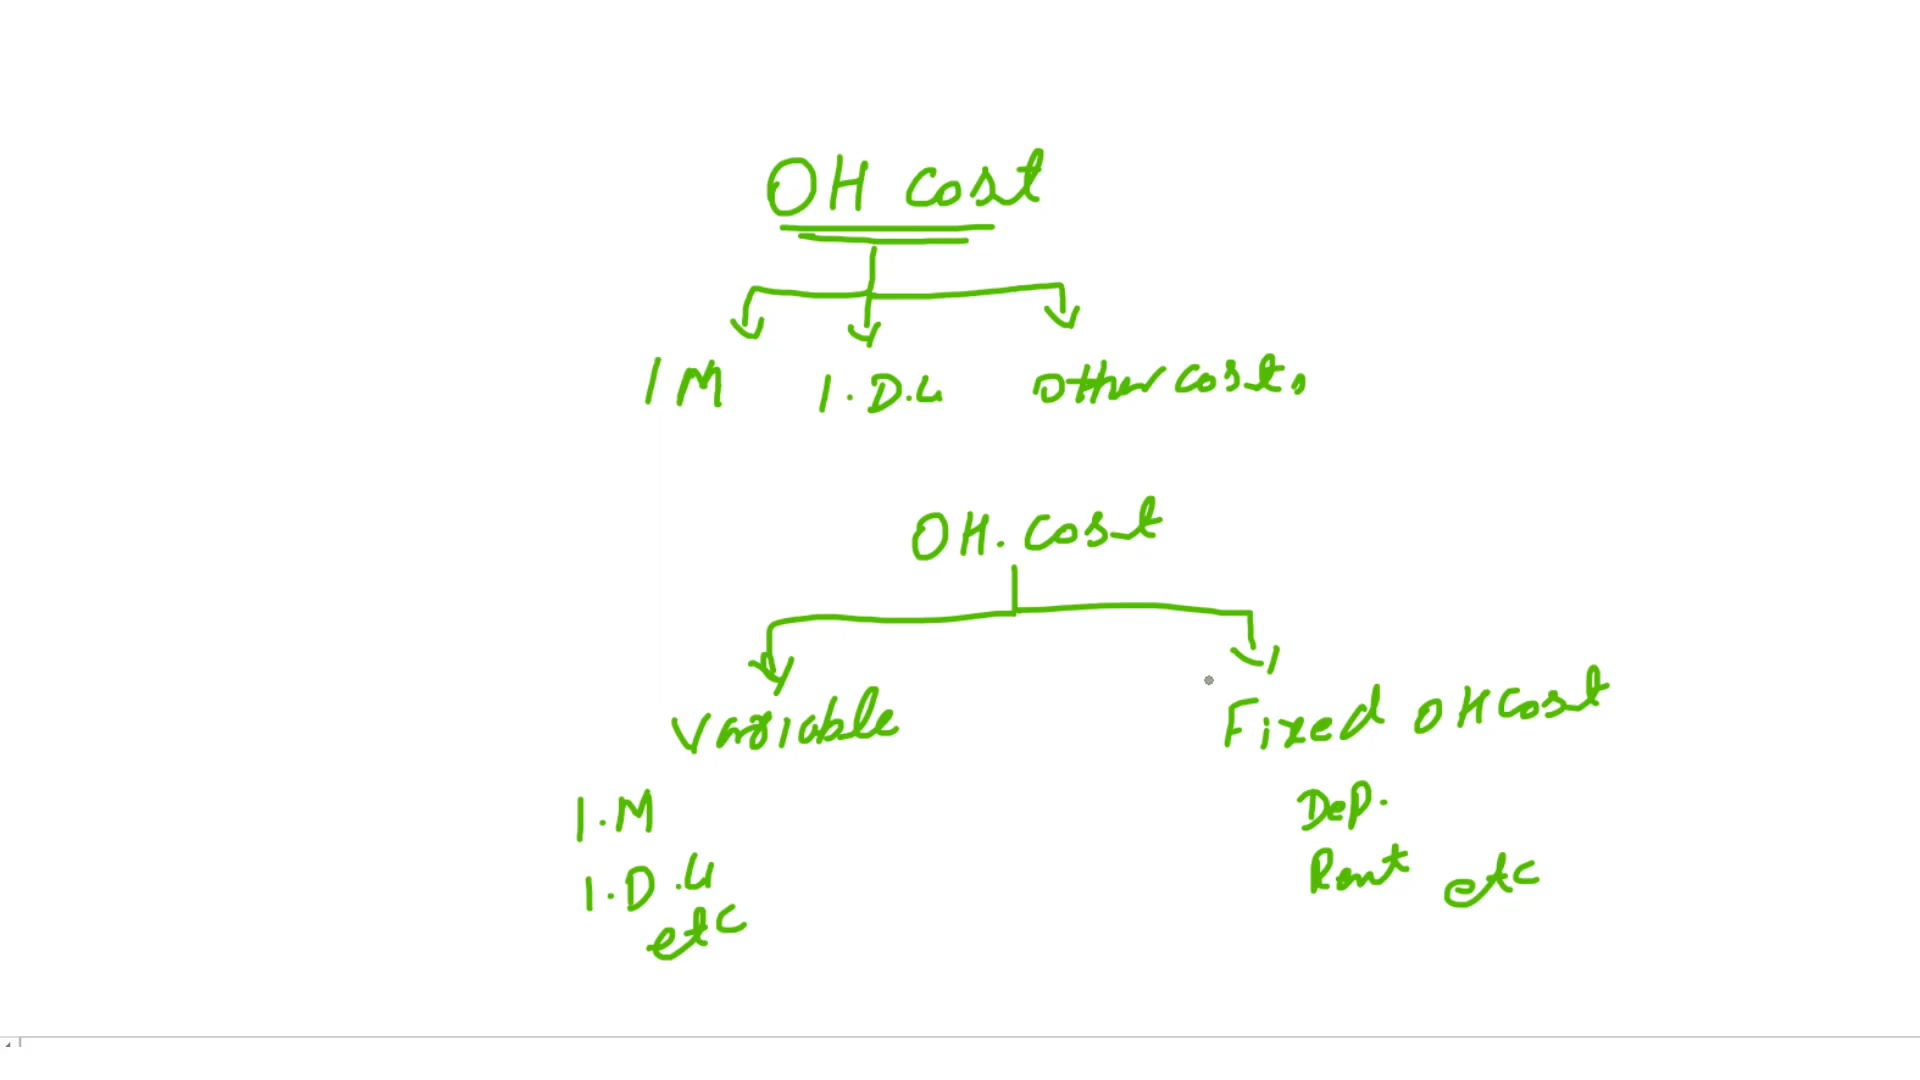 OH Cost
IM I.D.L Other costs
OH. Cost
Variable Fixed OH Cost
I.M Dep.
I.D.L Rent etc
etc